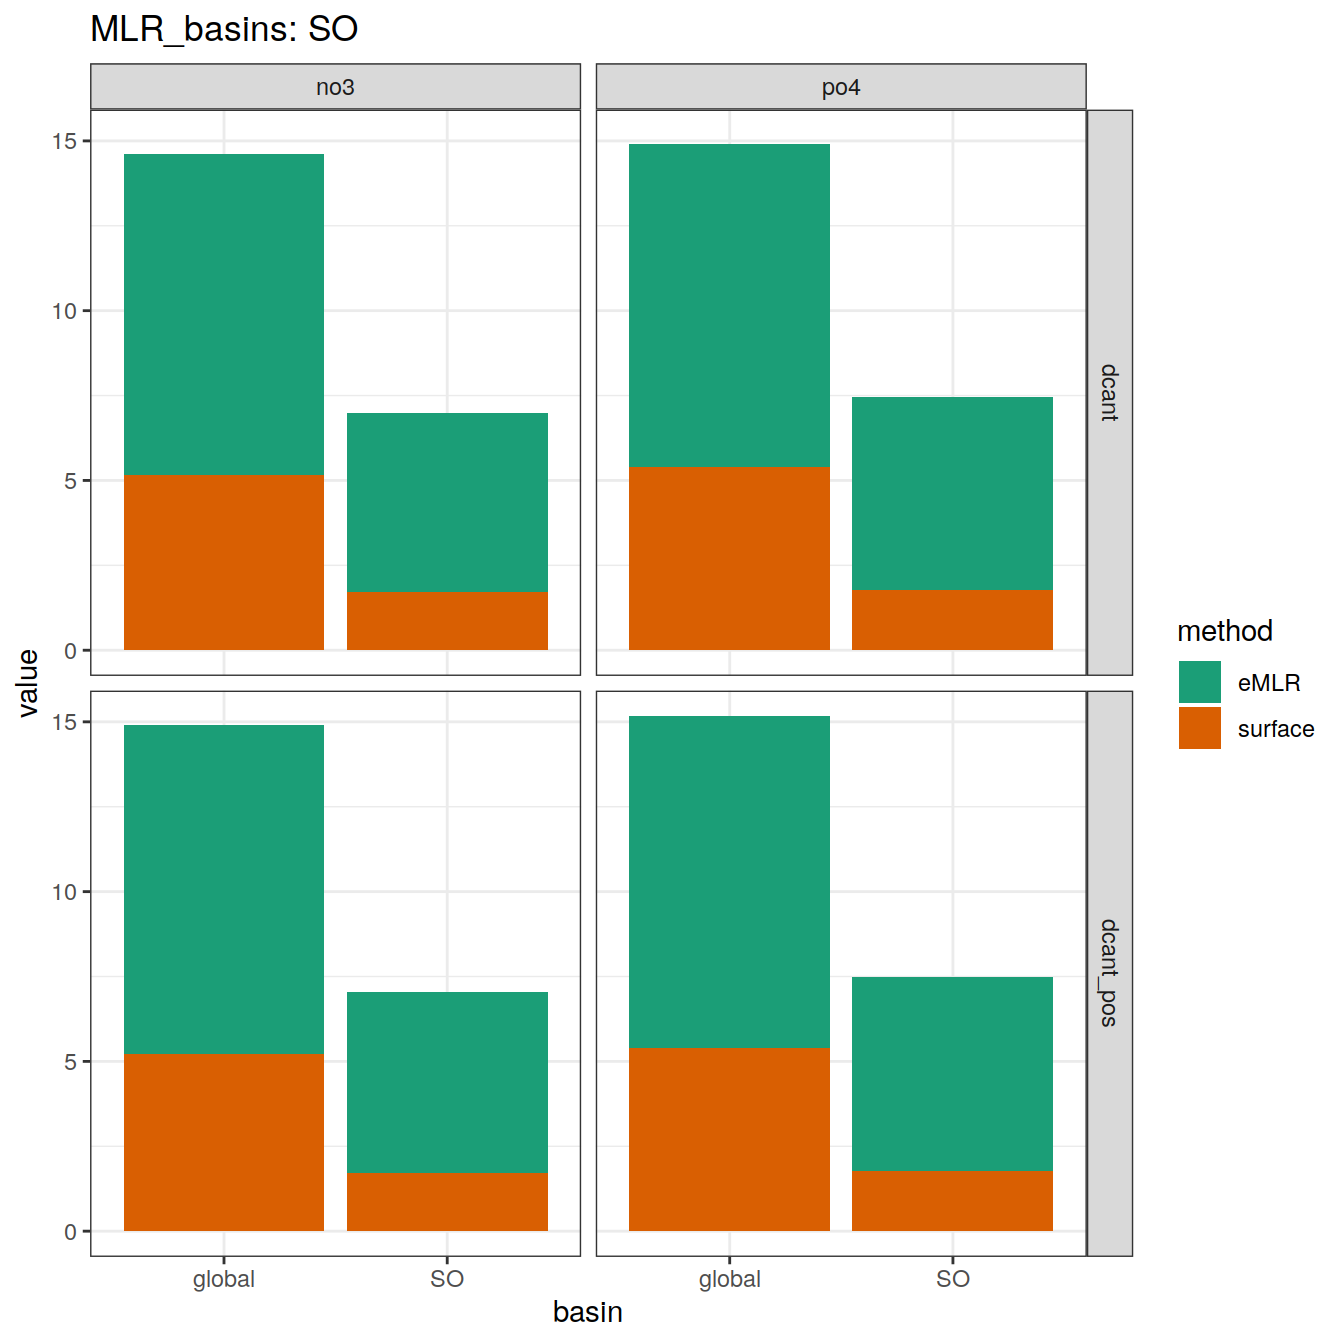 MLR_basins: SO
no3
po4
15
10
5
0
dcant
15
10
5
0
dcant_pos
value
global
SO
global
SO
basin
method
eMLR
surface